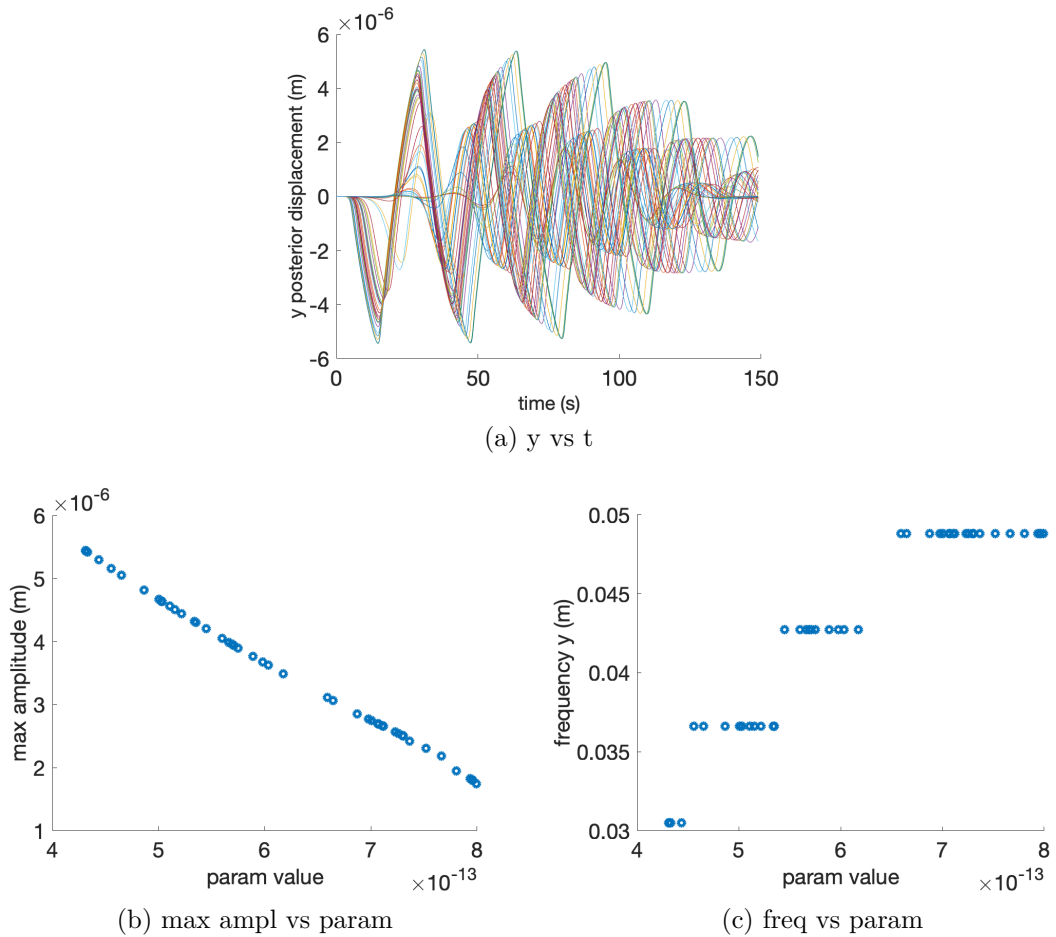 ×10⁻⁶
6
4
2
0
-2
-4
-6
y posterior displacement (m)
0 50 100 150
time (s)
(a) y vs t
×10⁻⁶
6
5
4
3
2
1
max amplitude (m)
4 5 6 7 8
param value
×10⁻¹³
(b) max ampl vs param
0.05
0.045
0.04
0.035
0.03
frequency y (m)
4 5 6 7 8
param value
×10⁻¹³
(c) freq vs param